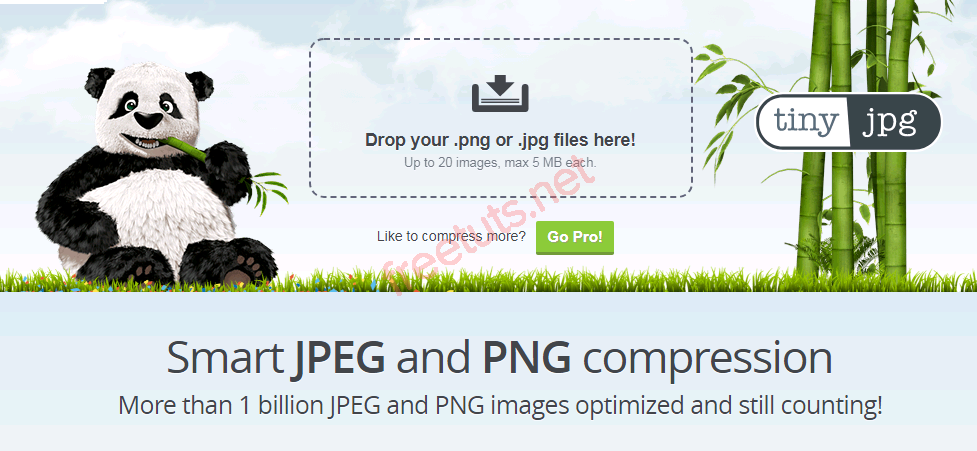 tiny jpg
Drop your .png or .jpg files here!
Up to 20 images, max 5 MB each.
freetuts.net
Like to compress more? Go Pro!
Smart JPEG and PNG compression
More than 1 billion JPEG and PNG images optimized and still counting!